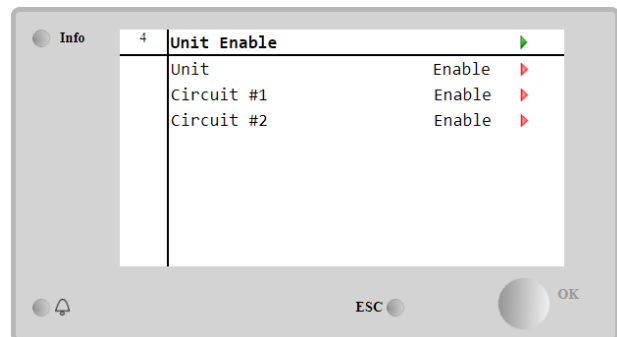 Info
4 Unit Enable
Unit Enable
Circuit #1 Enable
Circuit #2 Enable
ESC
OK